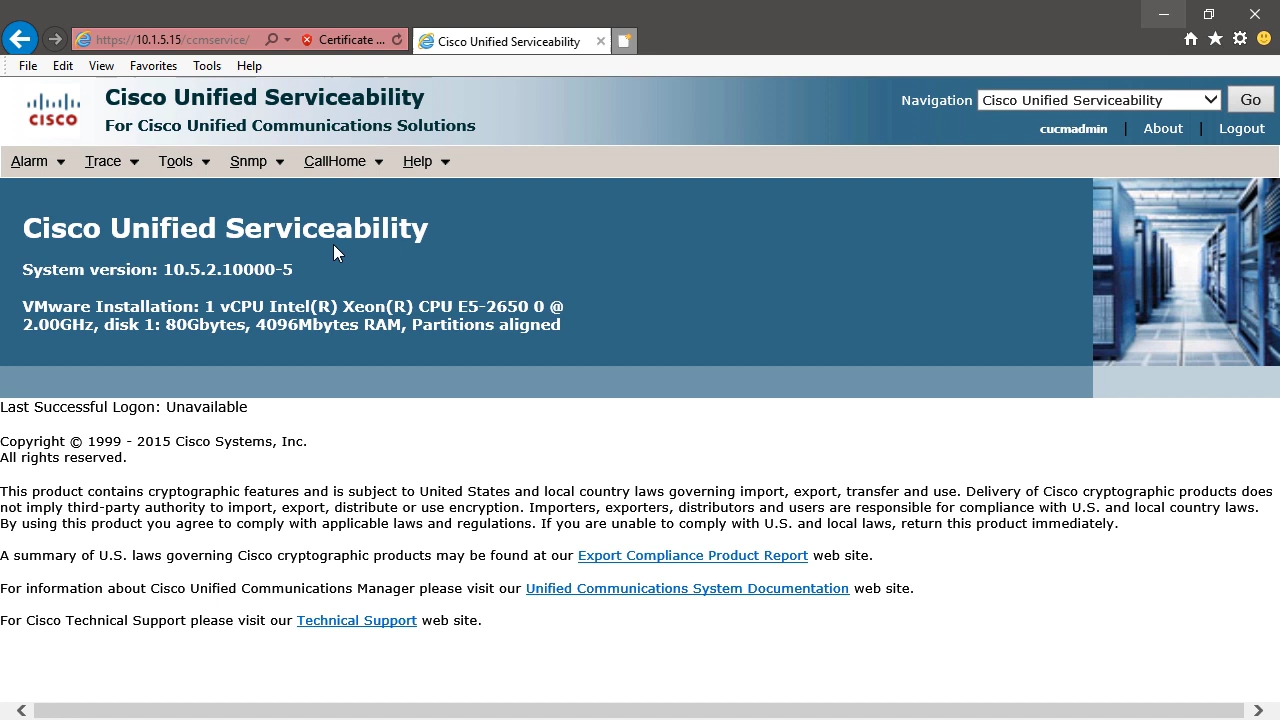 https://10.1.5.15/ccmservice/
Certificate ...
Cisco Unified Serviceability
File Edit View Favorites Tools Help
CISCO
Cisco Unified Serviceability
For Cisco Unified Communications Solutions
Navigation Cisco Unified Serviceability Go
cucmadmin | About | Logout
Alarm Trace Tools Snmp CallHome Help
Cisco Unified Serviceability
System version: 10.5.2.10000-5
VMware Installation: 1 vCPU Intel(R) Xeon(R) CPU E5-2650 0 @
2.00GHz, disk 1: 80Gbytes, 4096Mbytes RAM, Partitions aligned
Last Successful Logon: Unavailable
Copyright © 1999 - 2015 Cisco Systems, Inc.
All rights reserved.
This product contains cryptographic features and is subject to United States and local country laws governing import, export, transfer and use. Delivery of Cisco cryptographic products does
not imply third-party authority to import, export, distribute or use encryption. Importers, exporters, distributors and users are responsible for compliance with U.S. and local country laws.
By using this product you agree to comply with applicable laws and regulations. If you are unable to comply with U.S. and local laws, return this product immediately.
A summary of U.S. laws governing Cisco cryptographic products may be found at our Export Compliance Product Report web site.
For information about Cisco Unified Communications Manager please visit our Unified Communications System Documentation web site.
For Cisco Technical Support please visit our Technical Support web site.